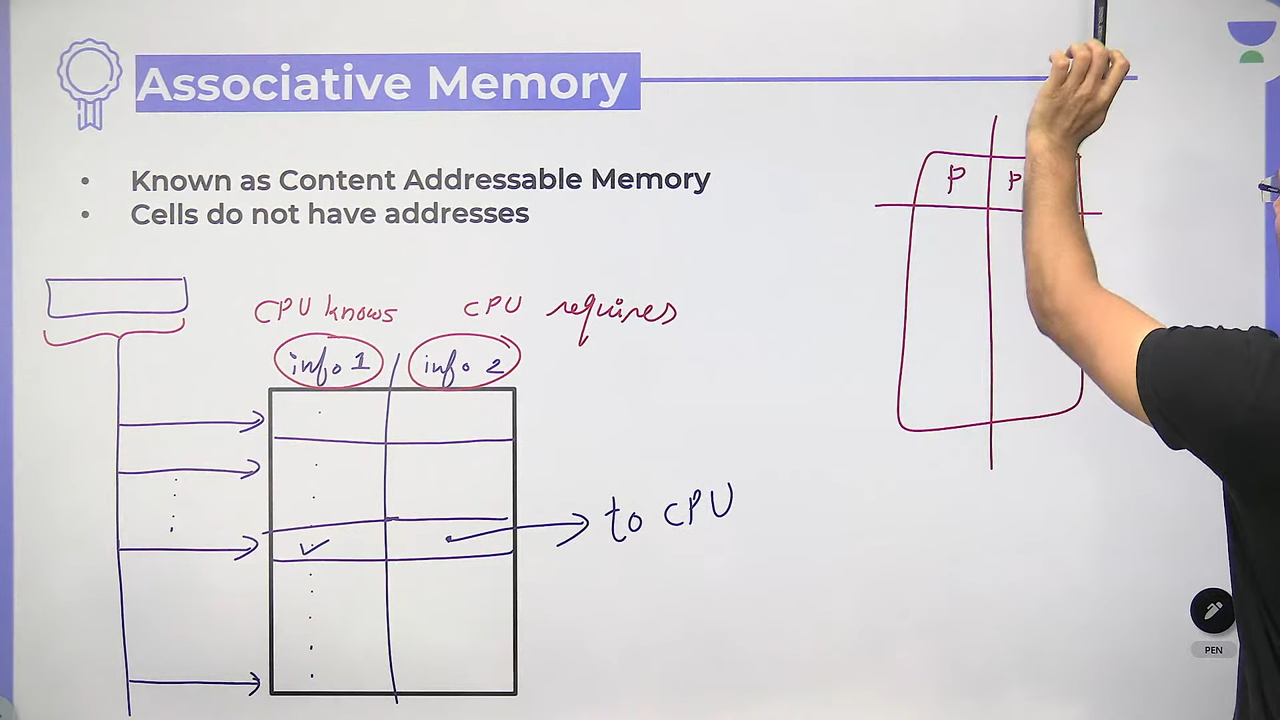 Associative Memory
• Known as Content Addressable Memory
• Cells do not have addresses
CPU knows CPU requires
info 1 info 2
to CPU
P P
PEN